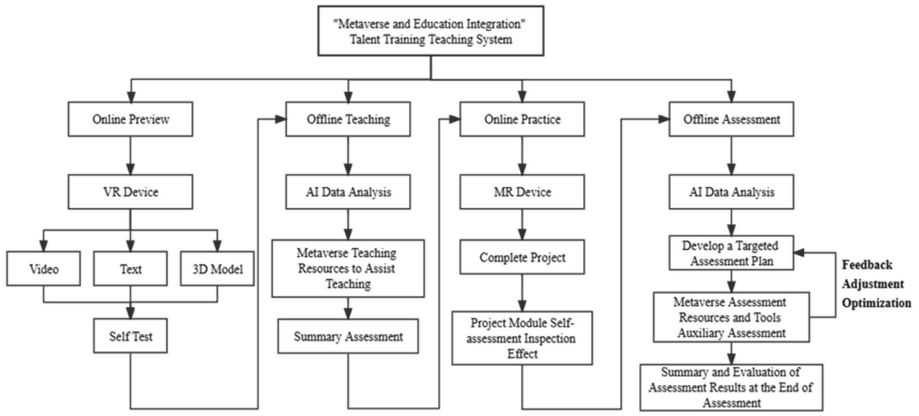 "Metaverse and Education Integration"
Talent Training Teaching System
Online Preview
Offline Teaching
Online Practice
Offline Assessment
VR Device
AI Data Analysis
MR Device
AI Data Analysis
Video
Text
3D Model
Metaverse Teaching
Resources to Assist
Teaching
Complete Project
Develop a Targeted
Assessment Plan
Feedback
Adjustment
Optimization
Self Test
Summary Assessment
Project Module Self-
assessment Inspection
Effect
Metaverse Assessment
Resources and Tools
Auxiliary Assessment
Summary and Evaluation of
Assessment Results at the End of
Assessment